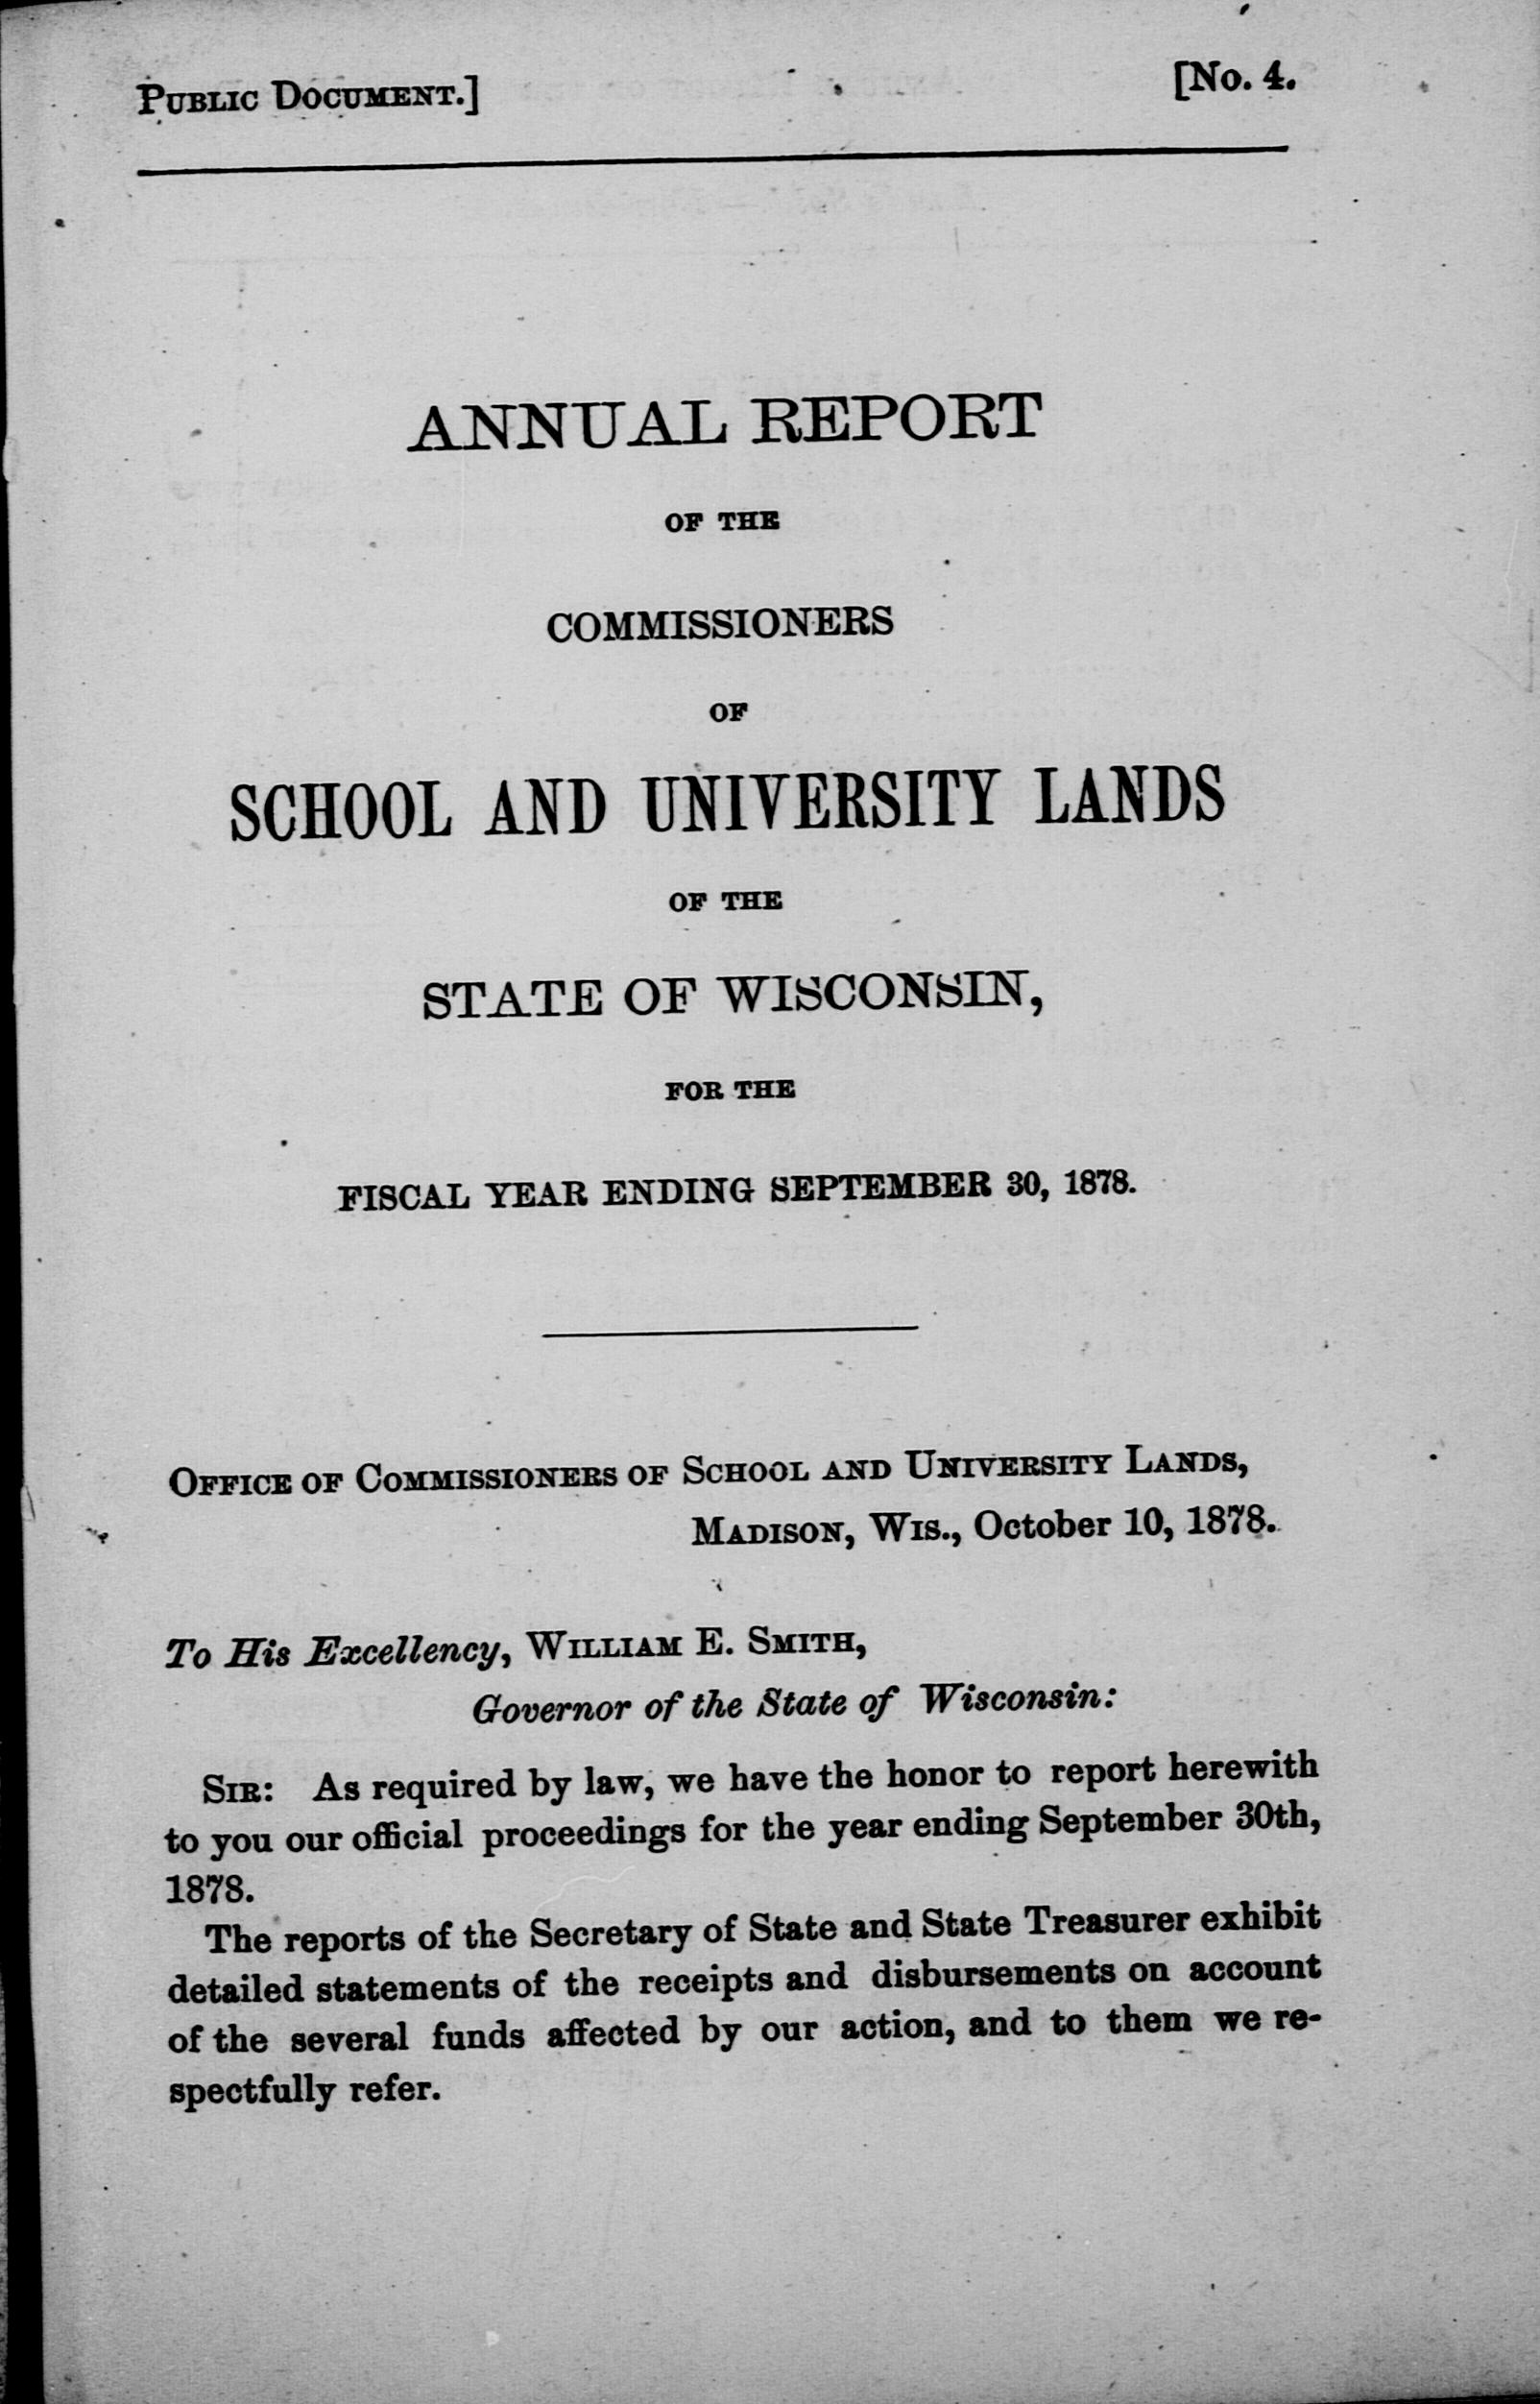 PUBLIC DOCUMENT.] [No. 4.
ANNUAL REPORT
OF THE
COMMISSIONERS
OF
SCHOOL AND UNIVERSITY LANDS
OF THE
STATE OF WISCONSIN,
FOR THE
FISCAL YEAR ENDING SEPTEMBER 30, 1878.
OFFICE OF COMMISSIONERS OF SCHOOL AND UNIVERSITY LANDS,
MADISON, WIS., October 10, 1878.
To His Excellency, WILLIAM E. SMITH,
Governor of the State of Wisconsin:
SIR: As required by law, we have the honor to report herewith
to you our official proceedings for the year ending September 30th,
1878.
The reports of the Secretary of State and State Treasurer exhibit
detailed statements of the receipts and disbursements on account
of the several funds affected by our action, and to them we re-
spectfully refer.